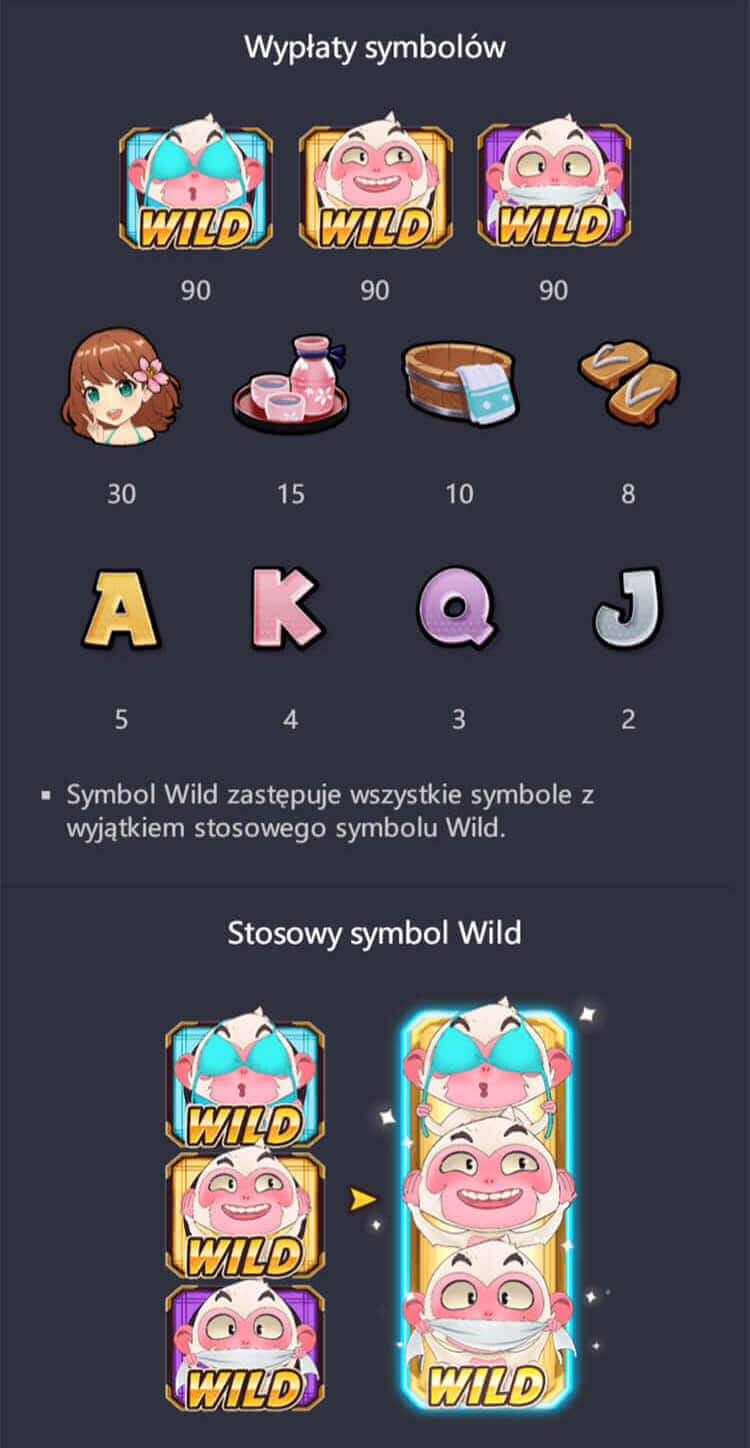 Wypłaty symbolów
WILD WILD WILD
90 90 90
30 15 10 8
A K Q J
5 4 3 2
▪ Symbol Wild zastępuje wszystkie symbole z
wyjątkiem stosowego symbolu Wild.
Stosowy symbol Wild
WILD
WILD
WILD WILD